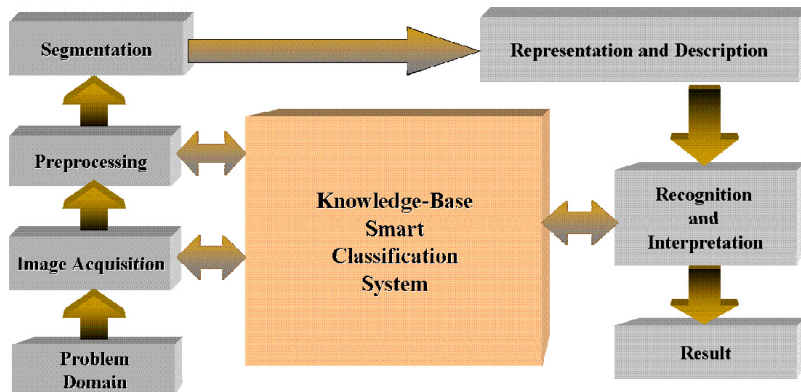 Segmentation
Representation and Description
Preprocessing
Knowledge-Base
Smart
Classification
System
Recognition
and
Interpretation
Image Acquisition
Problem
Domain
Result